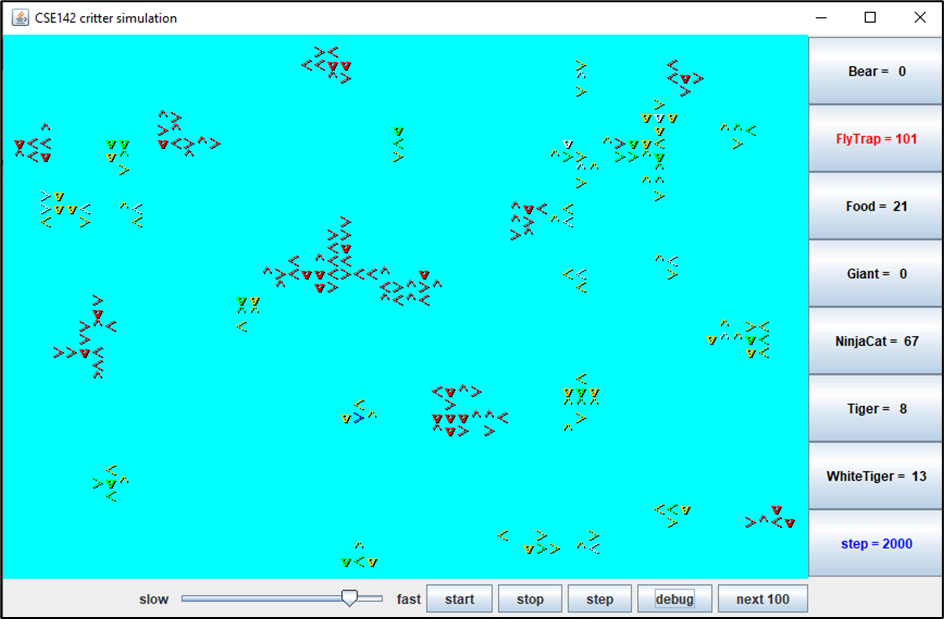 CSE142 critter simulation
Bear = 0
FlyTrap = 101
Food = 21
Giant = 0
NinjaCat = 67
Tiger = 8
WhiteTiger = 13
step = 2000
slow fast start stop step debug next 100